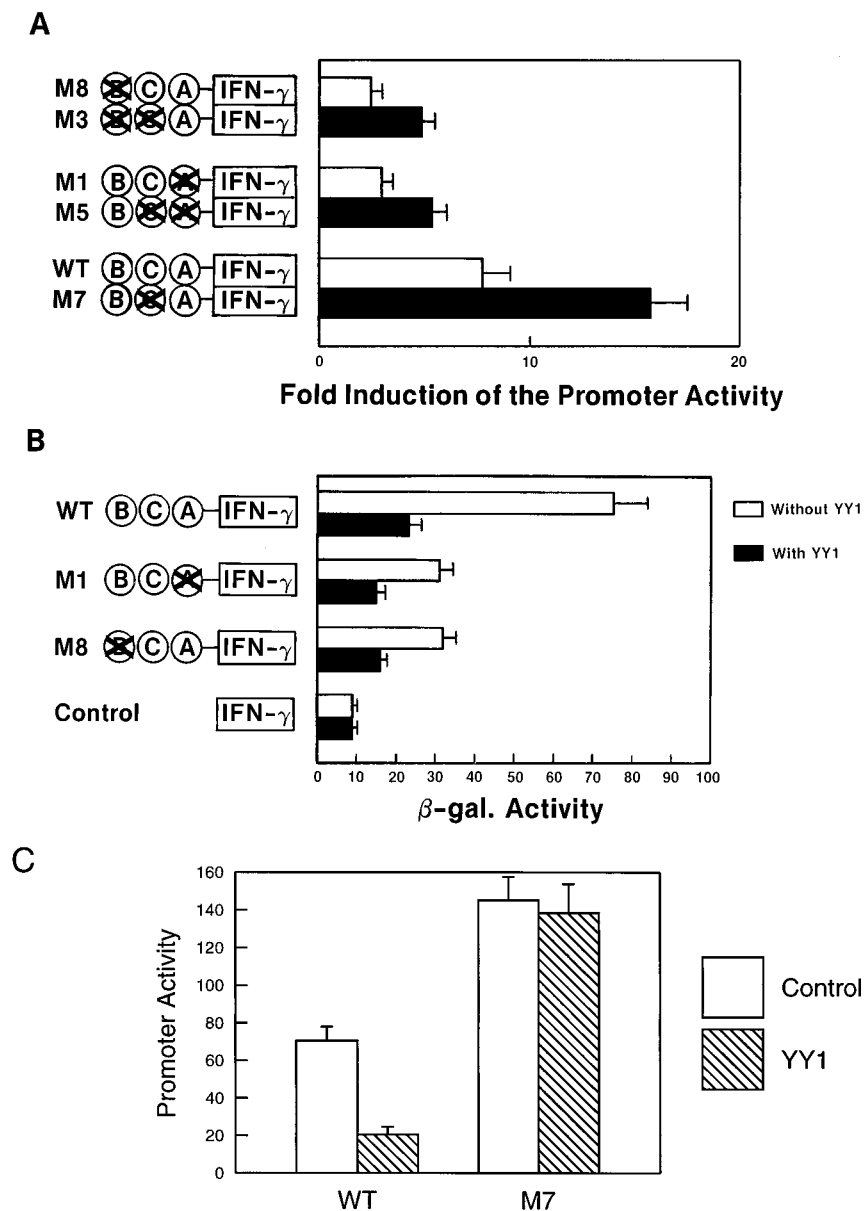 A
M8 B C A IFN-γ
M3 B C A IFN-γ
M1 B C A IFN-γ
M5 B C A IFN-γ
WT B C A IFN-γ
M7 B C A IFN-γ
0 10 20
Fold Induction of the Promoter Activity
B
WT B C A IFN-γ
M1 B C A IFN-γ
M8 B C A IFN-γ
Control IFN-γ
Without YY1
With YY1
0 10 20 30 40 50 60 70 80 90 100
β-gal. Activity
C
Promoter Activity
160
140
120
100
80
60
40
20
0
WT M7
Control
YY1